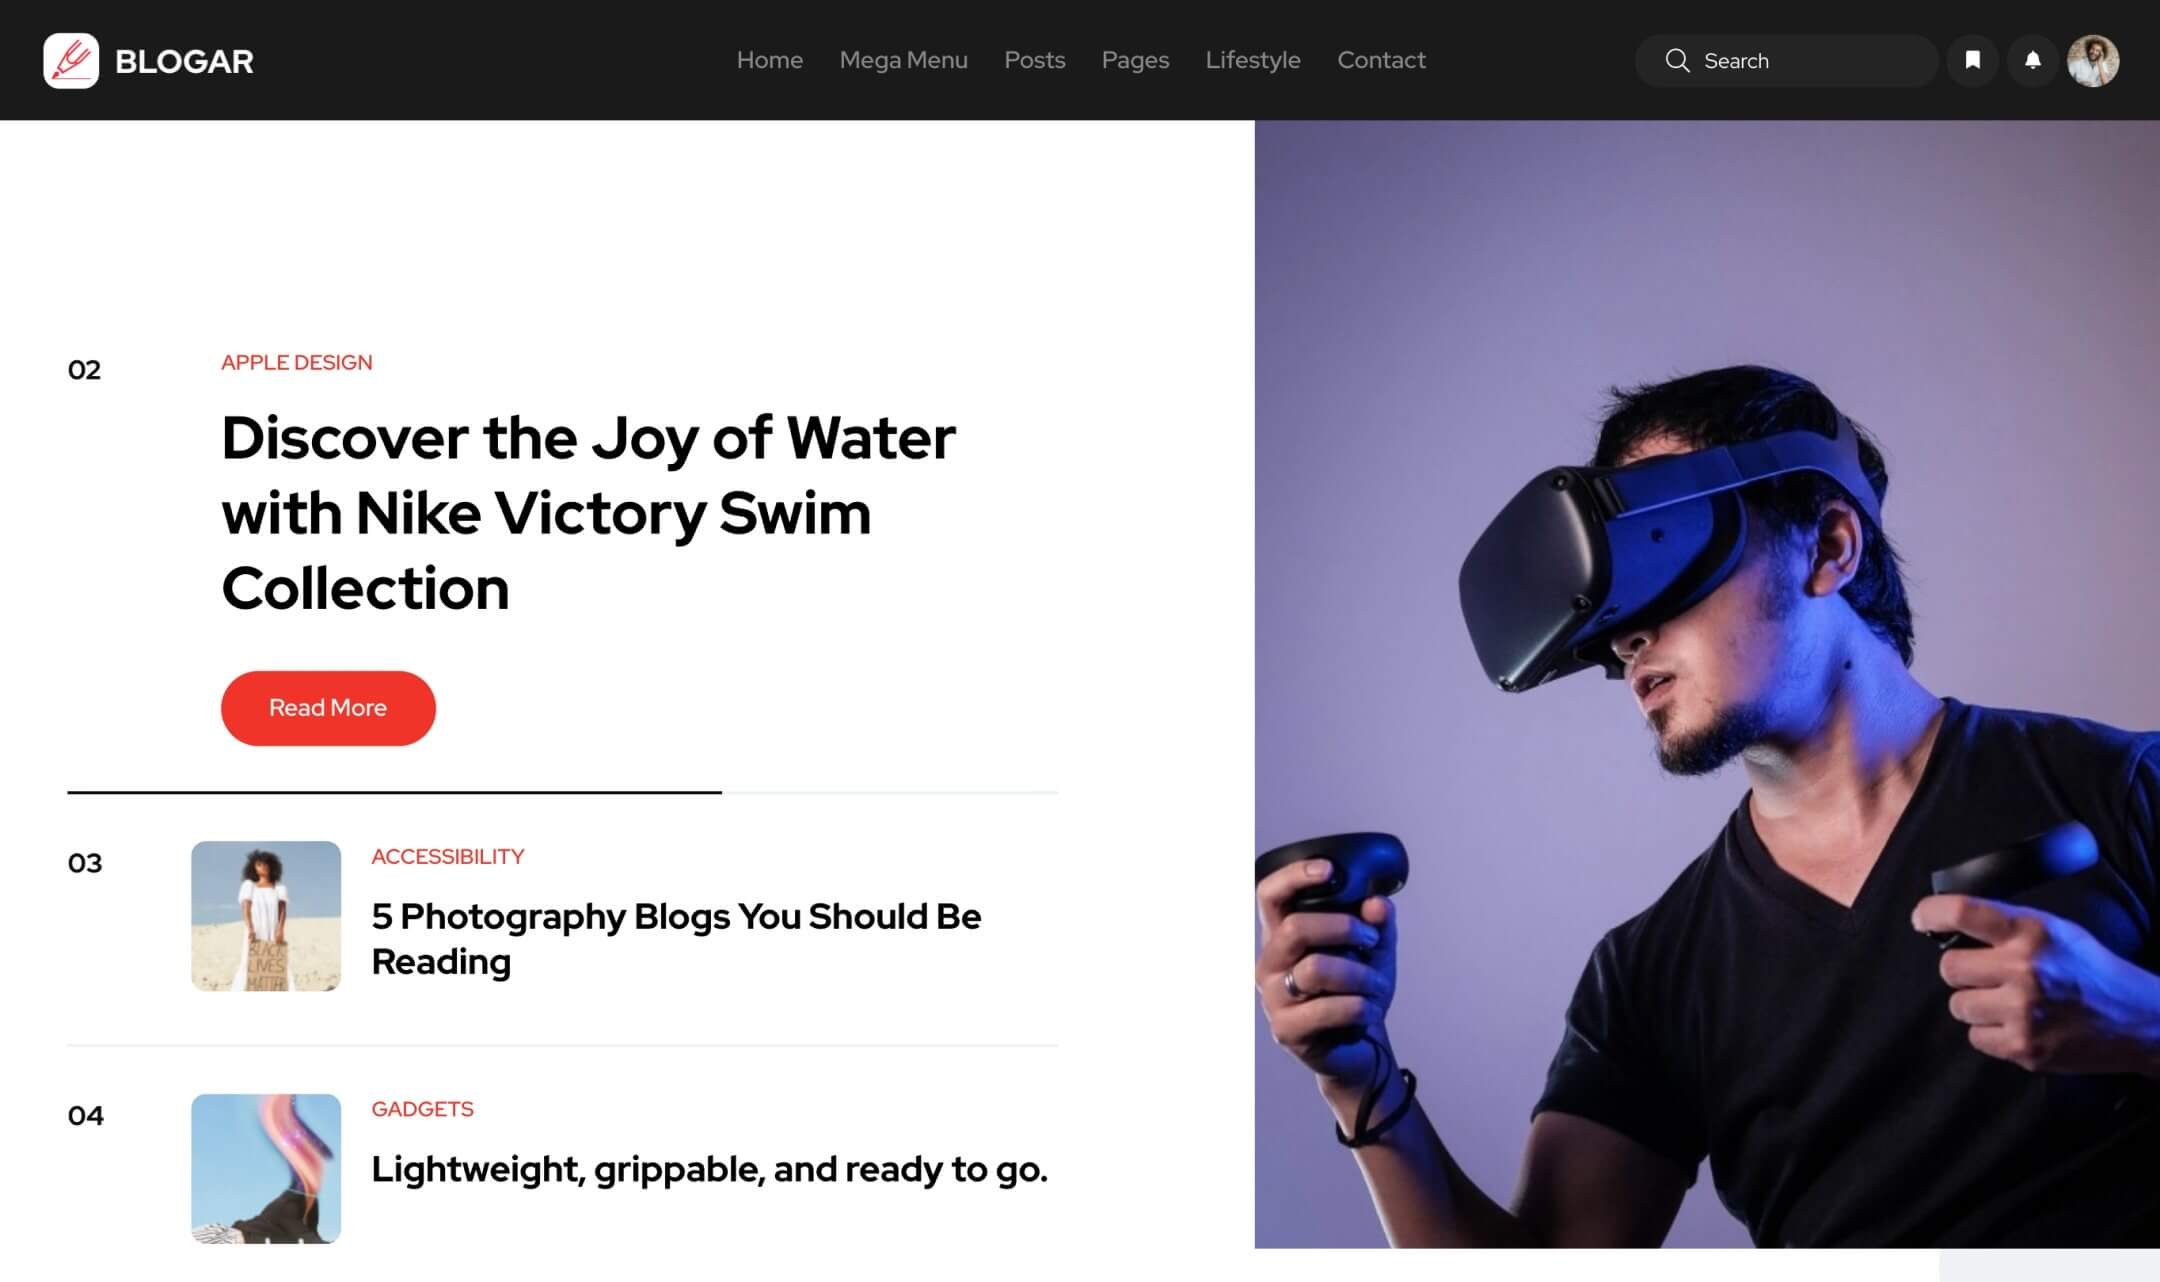 BLOGAR
Home Mega Menu Posts Pages Lifestyle Contact
Search
02
APPLE DESIGN
Discover the Joy of Water
with Nike Victory Swim
Collection
Read More
03
ACCESSIBILITY
5 Photography Blogs You Should Be
Reading
BLACK
LIVES
MATTER
04
GADGETS
Lightweight, grippable, and ready to go.